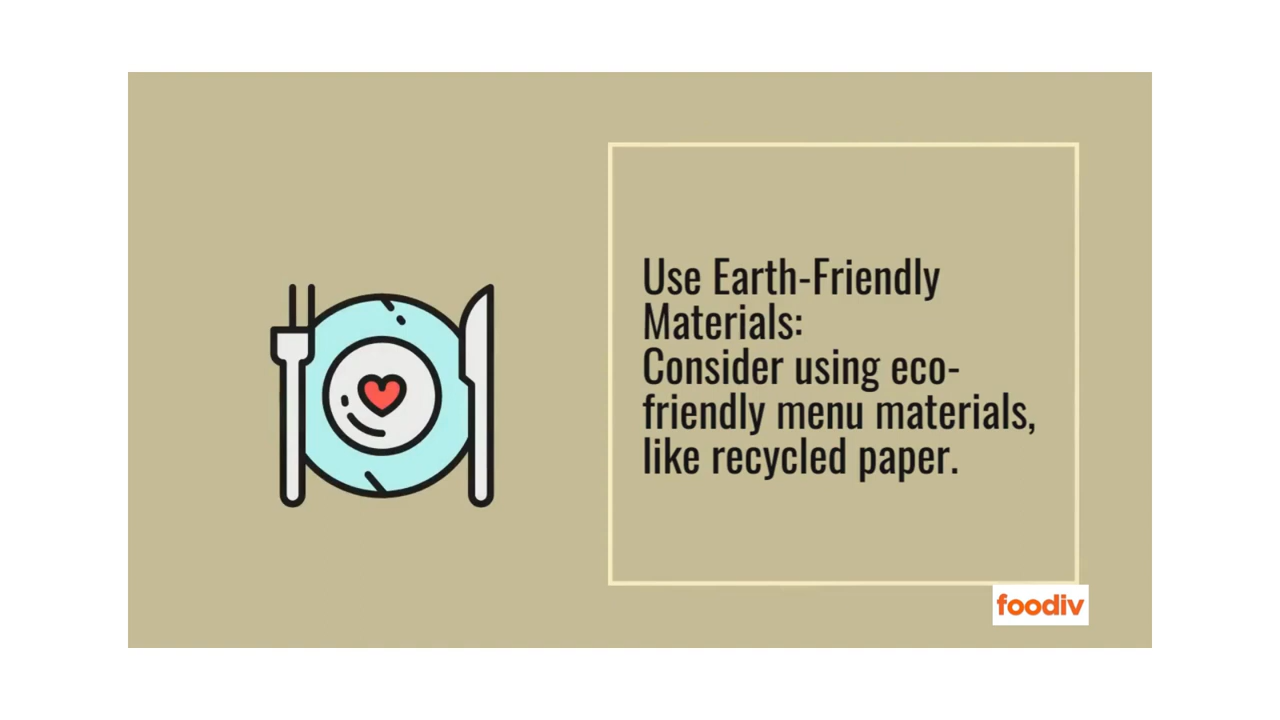 Use Earth-Friendly
Materials:
Consider using eco-
friendly menu materials,
like recycled paper.
foodiv